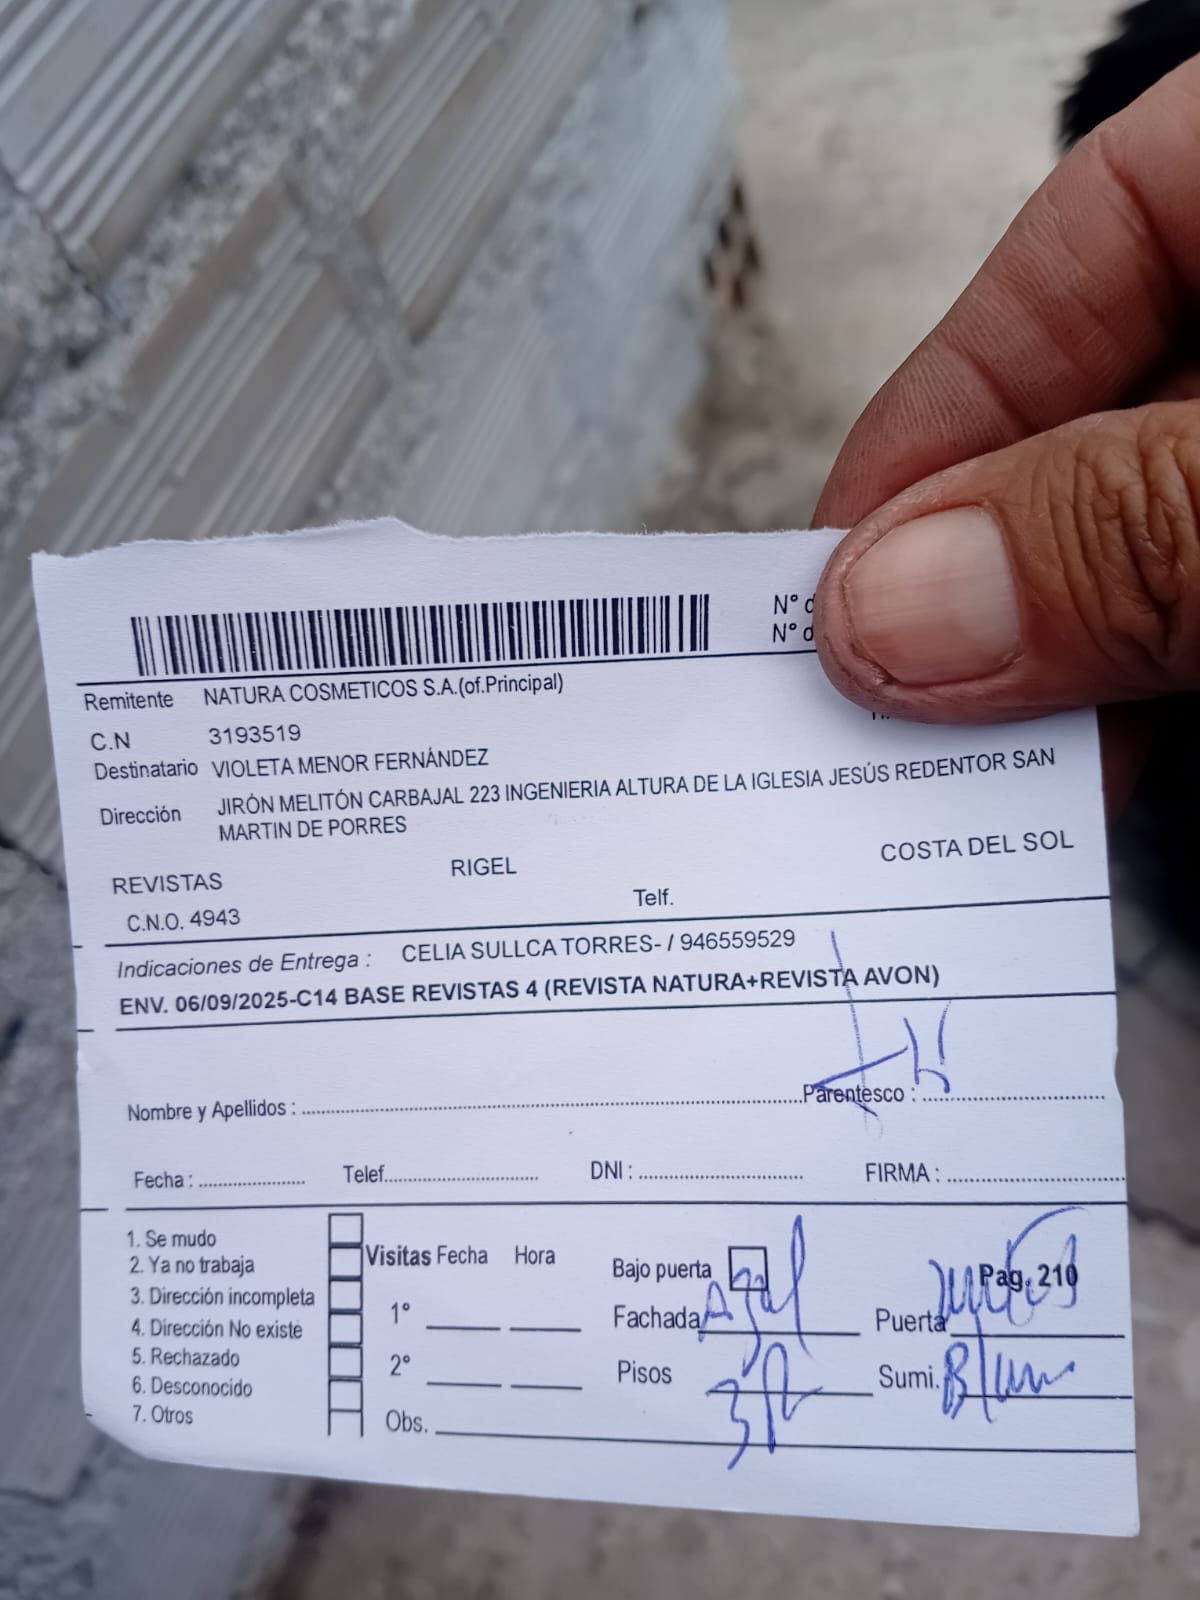 N° d
N° d
Remitente NATURA COSMETICOS S.A.(of.Principal)
C.N 3193519
Destinatario VIOLETA MENOR FERNÁNDEZ
Dirección JIRÓN MELITÓN CARBAJAL 223 INGENIERIA ALTURA DE LA IGLESIA JESÚS REDENTOR SAN
MARTIN DE PORRES
REVISTAS RIGEL COSTA DEL SOL
C.N.O. 4943 Telf.
Indicaciones de Entrega : CELIA SULLCA TORRES- / 946559529
ENV. 06/09/2025-C14 BASE REVISTAS 4 (REVISTA NATURA+REVISTA AVON)
Nombre y Apellidos : Parentesco :
Fecha : Telef. DNI : FIRMA :
1. Se mudo
2. Ya no trabaja
3. Dirección incompleta
4. Dirección No existe
5. Rechazado
6. Desconocido
7. Otros
Visitas Fecha Hora
1°
2°
Obs.
Bajo puerta Pag. 210
Fachada Azul Puerta
Pisos 3 Sumi.